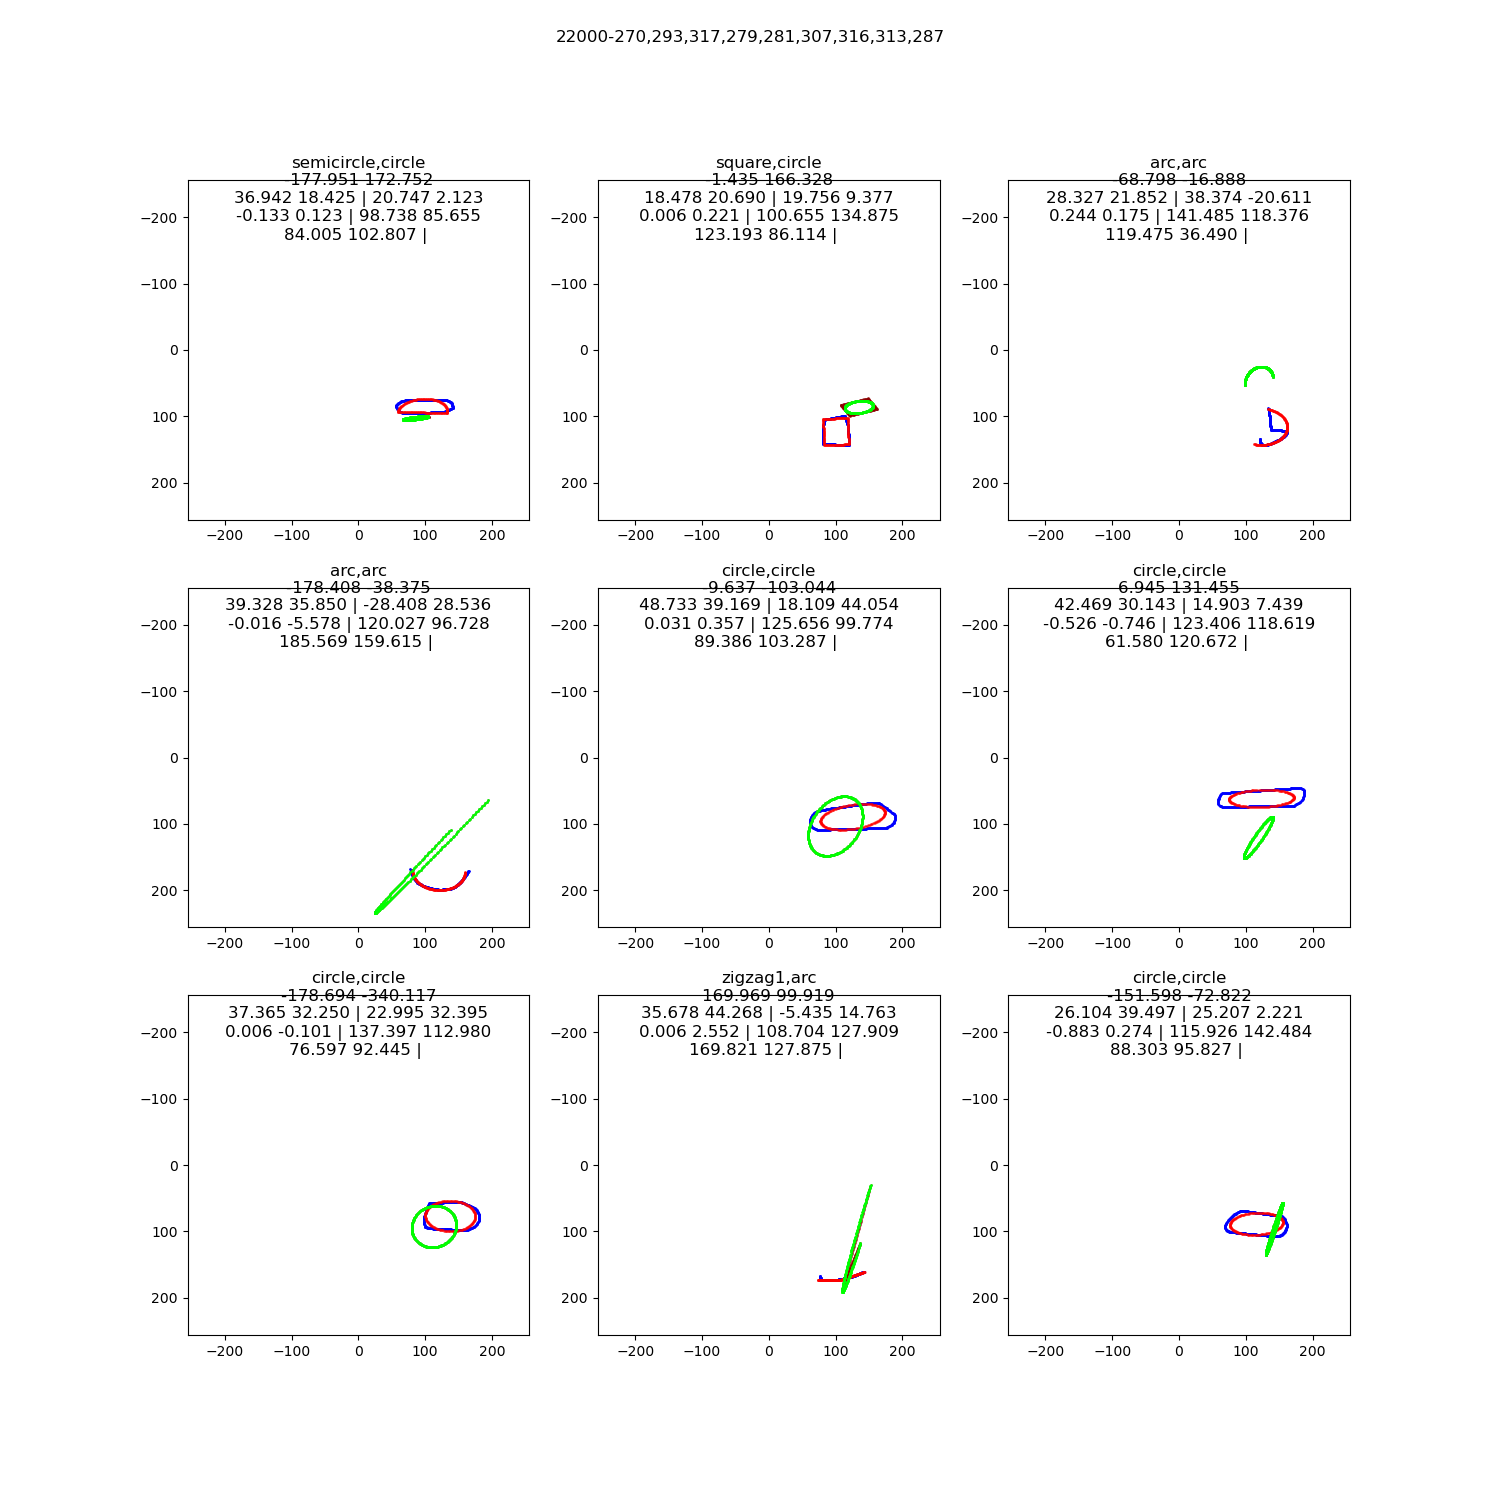 22000-270,293,317,279,281,307,316,313,287
semicircle,circle
-177.951 172.752
36.942 18.425 | 20.747 2.123
-0.133 0.123 | 98.738 85.655
84.005 102.807 |
−200
−100
0
100
200
−200 −100 0 100 200
square,circle
-1.435 166.328
18.478 20.690 | 19.756 9.377
0.006 0.221 | 100.655 134.875
123.193 86.114 |
−200
−100
0
100
200
−200 −100 0 100 200
arc,arc
-68.798 -16.888
28.327 21.852 | 38.374 -20.611
0.244 0.175 | 141.485 118.376
119.475 36.490 |
−200
−100
0
100
200
−200 −100 0 100 200
arc,arc
-178.408 -38.375
39.328 35.850 | -28.408 28.536
-0.016 -5.578 | 120.027 96.728
185.569 159.615 |
−200
−100
0
100
200
−200 −100 0 100 200
circle,circle
-9.637 -103.044
48.733 39.169 | 18.109 44.054
0.031 0.357 | 125.656 99.774
89.386 103.287 |
−200
−100
0
100
200
−200 −100 0 100 200
circle,circle
6.945 131.455
42.469 30.143 | 14.903 7.439
-0.526 -0.746 | 123.406 118.619
61.580 120.672 |
−200
−100
0
100
200
−200 −100 0 100 200
circle,circle
-178.694 -340.117
37.365 32.250 | 22.995 32.395
0.006 -0.101 | 137.397 112.980
76.597 92.445 |
−200
−100
0
100
200
−200 −100 0 100 200
zigzag1,arc
169.969 99.919
35.678 44.268 | -5.435 14.763
0.006 2.552 | 108.704 127.909
169.821 127.875 |
−200
−100
0
100
200
−200 −100 0 100 200
circle,circle
-151.598 -72.822
26.104 39.497 | 25.207 2.221
-0.883 0.274 | 115.926 142.484
88.303 95.827 |
−200
−100
0
100
200
−200 −100 0 100 200